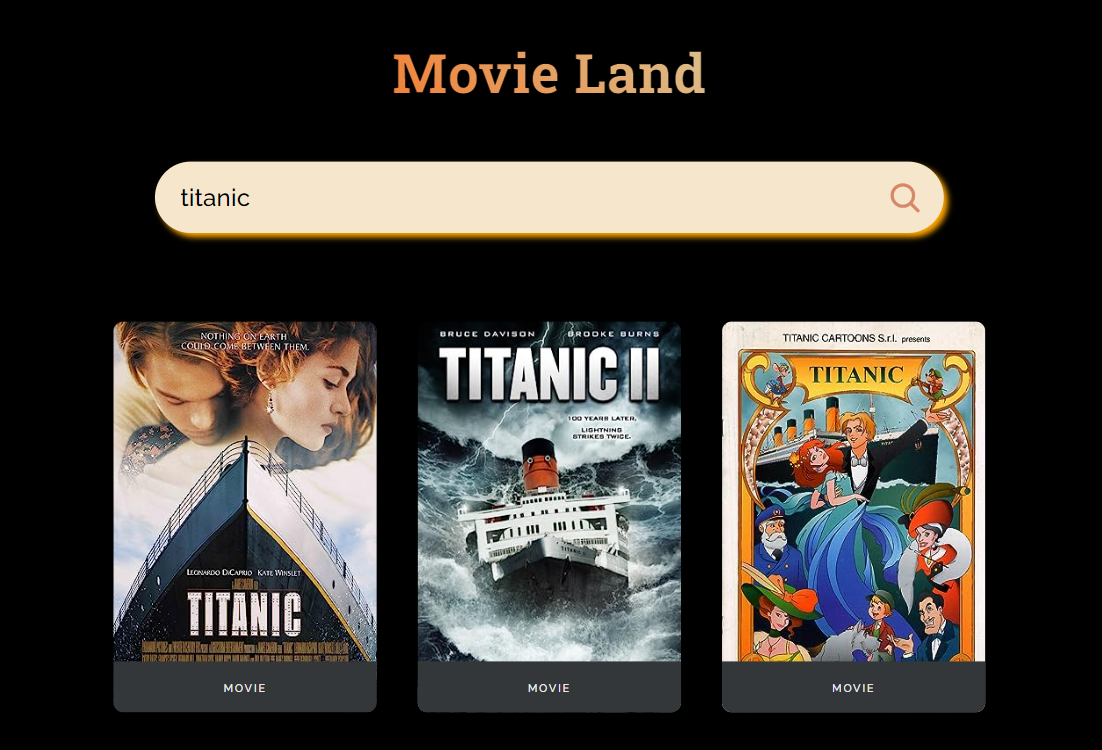 Movie Land
titanic
NOTHING ON EARTH
COULD COME BETWEEN THEM.
LEONARDO DICAPRIO KATE WINSLET
TITANIC
BRUCE DAVISON BROOKE BURNS
TITANIC II
100 YEARS LATER,
LIGHTNING
STRIKES TWICE.
TITANIC
TITANIC CARTOONS S.r.l. presents
TITANIC
MOVIE
MOVIE
MOVIE